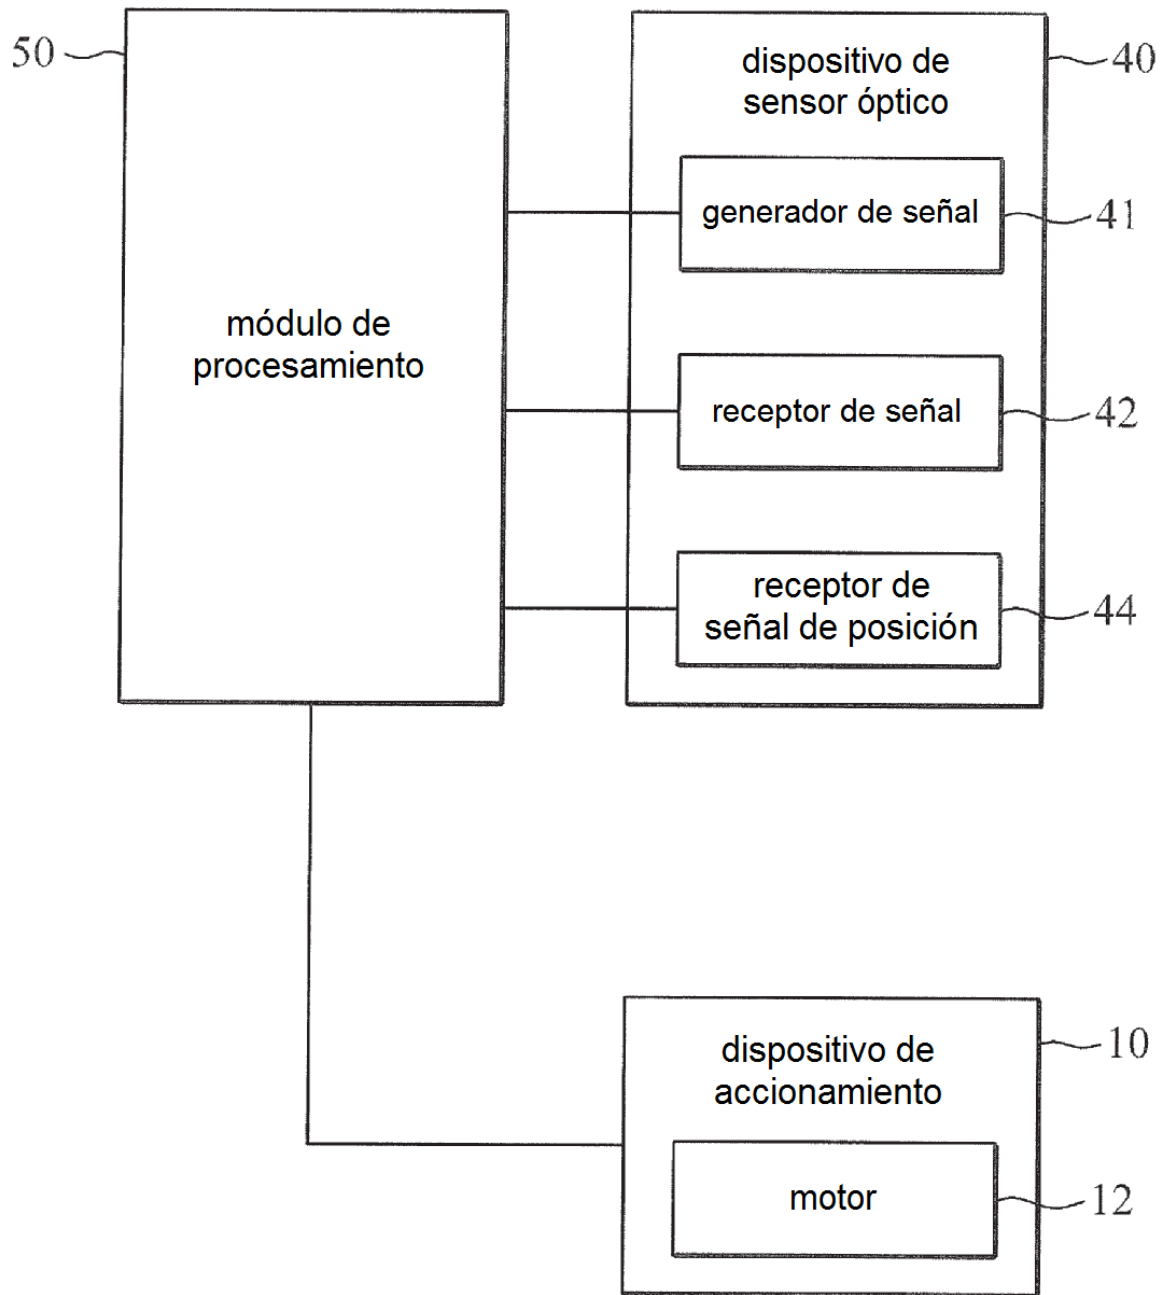 50
módulo de
procesamiento
dispositivo de
sensor óptico
40
generador de señal
41
receptor de señal
42
receptor de
señal de posición
44
dispositivo de
accionamiento
10
motor
12